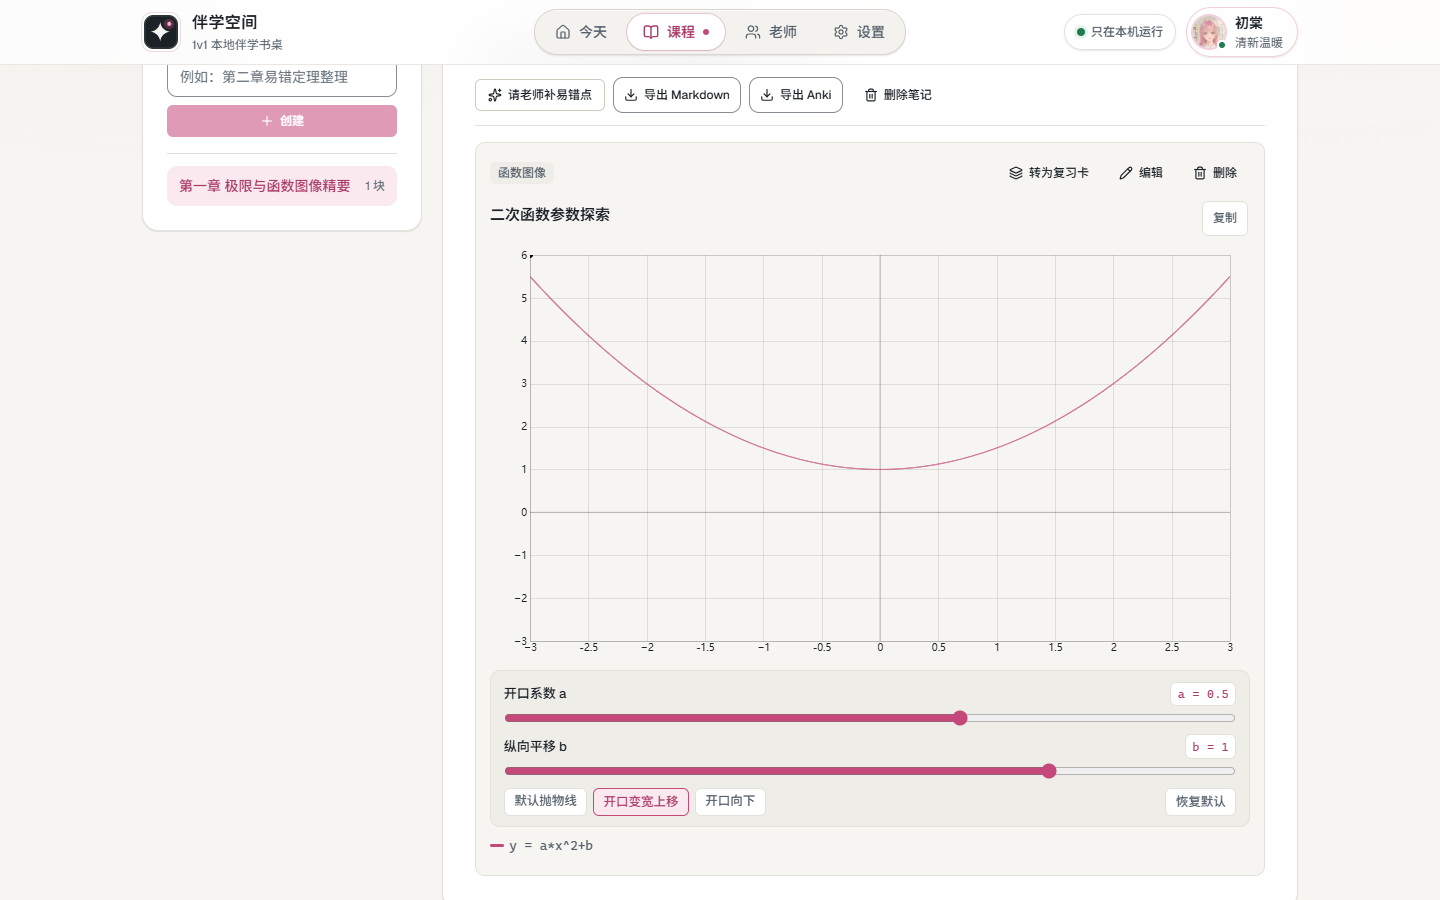 伴学空间
1v1 本地伴学书桌
今天
课程
老师
设置
只在本机运行
初棠
清新温暖
例如：第二章易错定理整理
创建
第一章 极限与函数图像精要 1 块
请老师补易错点
导出 Markdown
导出 Anki
删除笔记
函数图像
转为复习卡
编辑
删除
二次函数参数探索
复制
6
5
4
3
2
1
0
−1
−2
−3
−3 -2.5 −2 -1.5 −1 -0.5 0 0.5 1 1.5 2 2.5 3
开口系数 a
a = 0.5
纵向平移 b
b = 1
默认抛物线
开口变宽上移
开口向下
恢复默认
y = a*x^2+b